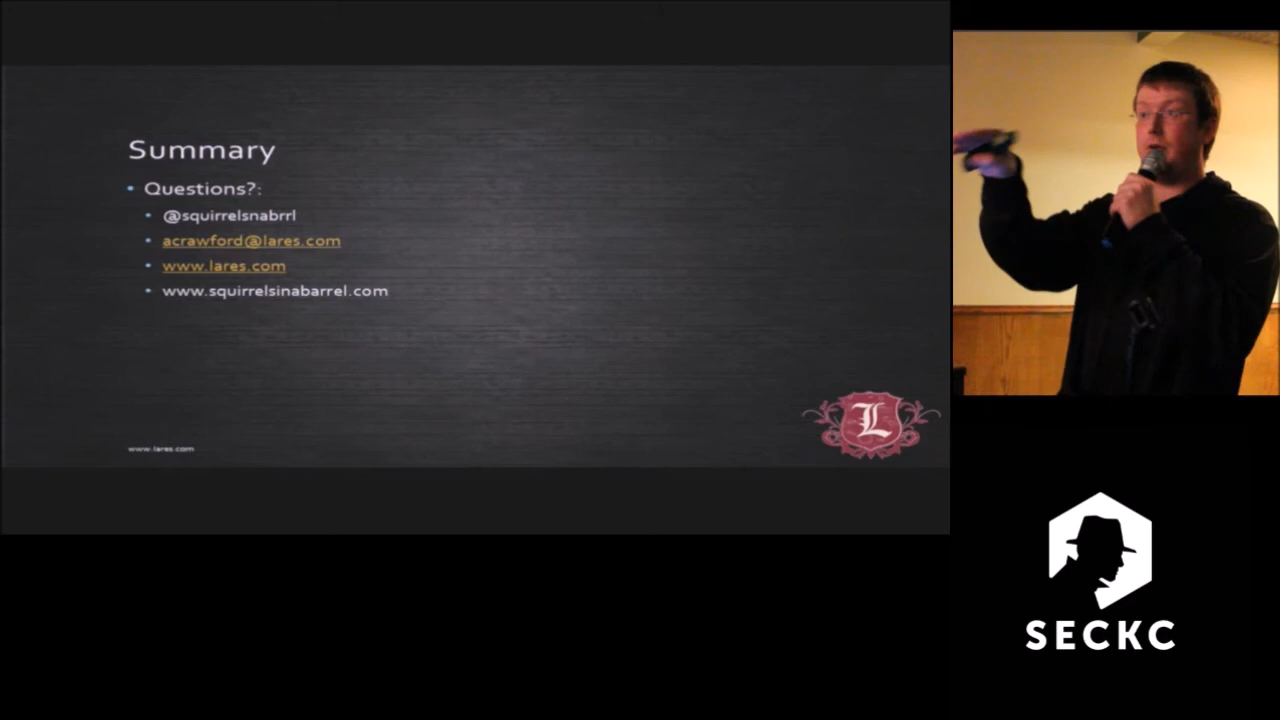 Summary
Questions?:
@squirrelsnabrrl
acrawford@lares.com
www.lares.com
www.squirrelsinabarrel.com
www.lares.com
L
SECKC